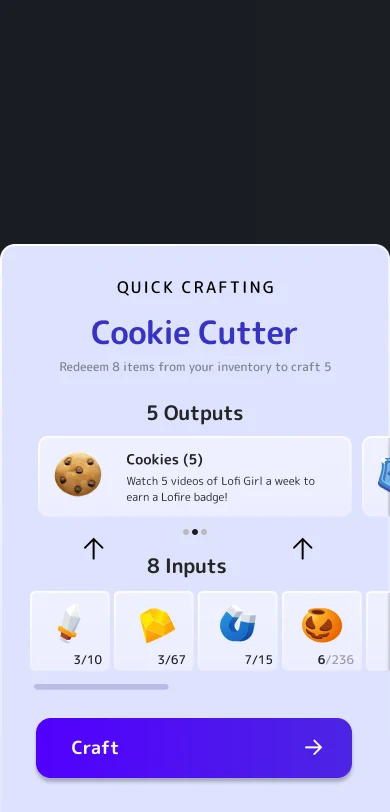 QUICK CRAFTING
Cookie Cutter
Redeeem 8 items from your inventory to craft 5
5 Outputs
Cookies (5)
Watch 5 videos of Lofi Girl a week to
earn a Lofire badge!
8 Inputs
3/10
3/67
7/15
6/236
Craft